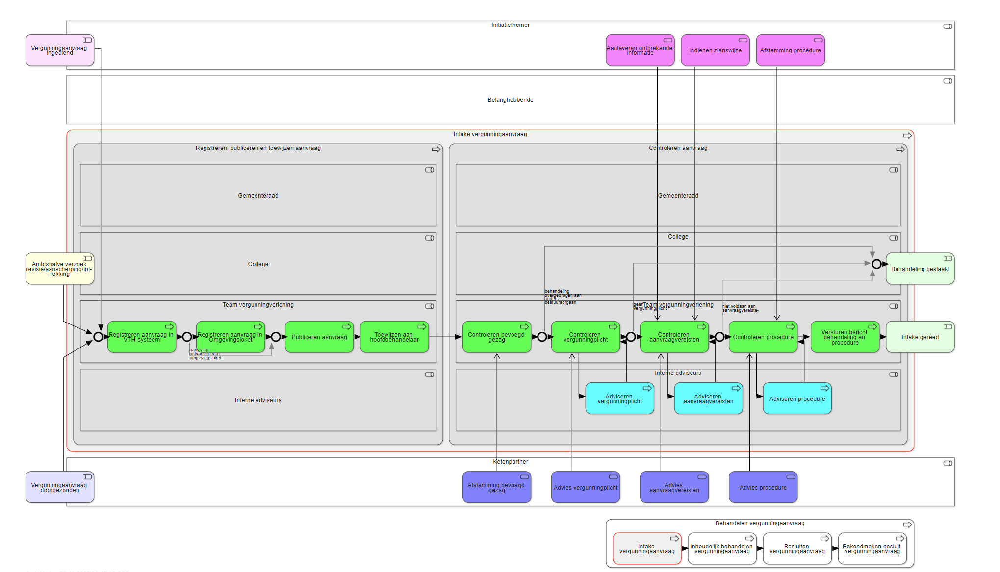 Initiatiefnemer
Vergunningaanvraag
ingediend
Aanleveren ontbrekende
informatie
Indienen zienswijze
Afstemming procedure
Belanghebbende
Intake vergunningaanvraag
Registreren, publiceren en toewijzen aanvraag
Controleren aanvraag
Gemeenteraad
Gemeenteraad
College
College
Ambtshalve verzoek
revisie/aanscherping/int-
rekking
Behandeling gestaakt
behandeling
overgedragen aan
anders
bestuursorgaan
geen
vergunningplicht
niet voldaan aan
aanvraagvereiste-
n
Team vergunningverlening
Team vergunningverlening
Registreren aanvraag in
VTH-systeem
Registreren aanvraag in
Omgevingsloket
Publiceren aanvraag
Toewijzen aan
hoofdbehandelaar
Controleren bevoegd
gezag
Controleren
vergunningplicht
Controleren
aanvraagvereisten
Controleren procedure
Versturen bericht
behandeling en
procedure
Intake gereed
aanvraag
ontvangen via
omgevingsloket
Interne adviseurs
Interne adviseurs
Adviseren
vergunningplicht
Adviseren
aanvraagvereisten
Adviseren procedure
Ketenpartner
Vergunningaanvraag
doorgezonden
Afstemming bevoegd
gezag
Advies vergunningplicht
Advies
aanvraagvereisten
Advies procedure
Behandelen vergunningaanvraag
Intake
vergunningaanvraag
Inhoudelijk behandelen
vergunningaanvraag
Besluiten
vergunningaanvraag
Bekendmaken besluit
vergunningaanvraag